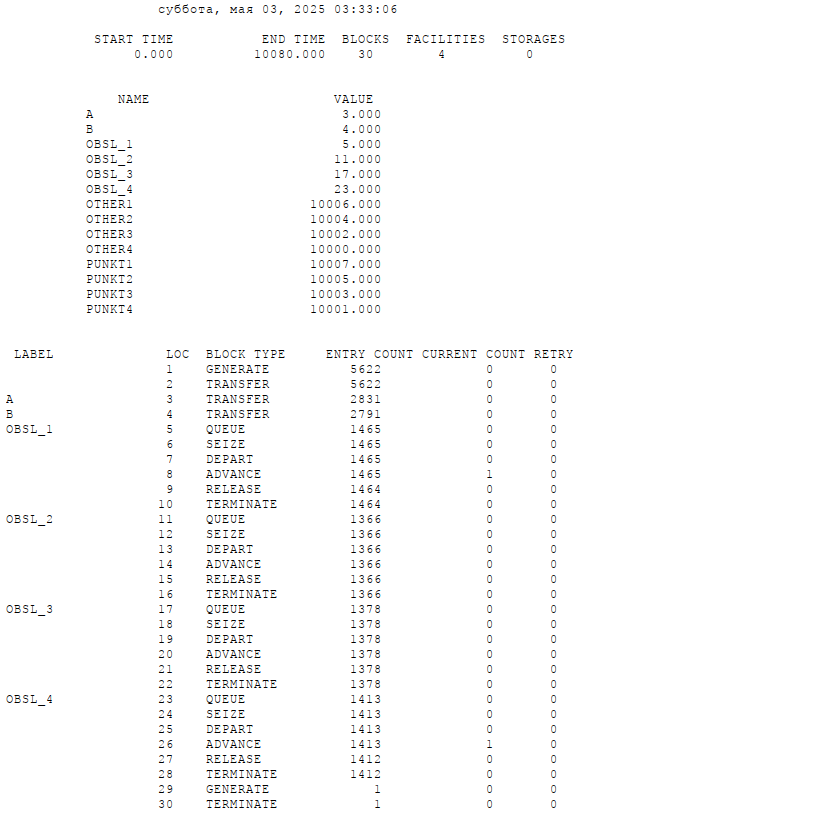 суббота, мая 03, 2025 03:33:06
START TIME END TIME BLOCKS FACILITIES STORAGES
0.000 10080.000 30 4 0
NAME VALUE
A 3.000
B 4.000
OBSL_1 5.000
OBSL_2 11.000
OBSL_3 17.000
OBSL_4 23.000
OTHER1 10006.000
OTHER2 10004.000
OTHER3 10002.000
OTHER4 10000.000
PUNKT1 10007.000
PUNKT2 10005.000
PUNKT3 10003.000
PUNKT4 10001.000
LABEL LOC BLOCK TYPE ENTRY COUNT CURRENT COUNT RETRY
1 GENERATE 5622 0 0
2 TRANSFER 5622 0 0
A 3 TRANSFER 2831 0 0
B 4 TRANSFER 2791 0 0
OBSL_1 5 QUEUE 1465 0 0
6 SEIZE 1465 0 0
7 DEPART 1465 0 0
8 ADVANCE 1465 1 0
9 RELEASE 1464 0 0
10 TERMINATE 1464 0 0
OBSL_2 11 QUEUE 1366 0 0
12 SEIZE 1366 0 0
13 DEPART 1366 0 0
14 ADVANCE 1366 0 0
15 RELEASE 1366 0 0
16 TERMINATE 1366 0 0
OBSL_3 17 QUEUE 1378 0 0
18 SEIZE 1378 0 0
19 DEPART 1378 0 0
20 ADVANCE 1378 0 0
21 RELEASE 1378 0 0
22 TERMINATE 1378 0 0
OBSL_4 23 QUEUE 1413 0 0
24 SEIZE 1413 0 0
25 DEPART 1413 0 0
26 ADVANCE 1413 1 0
27 RELEASE 1412 0 0
28 TERMINATE 1412 0 0
29 GENERATE 1 0 0
30 TERMINATE 1 0 0